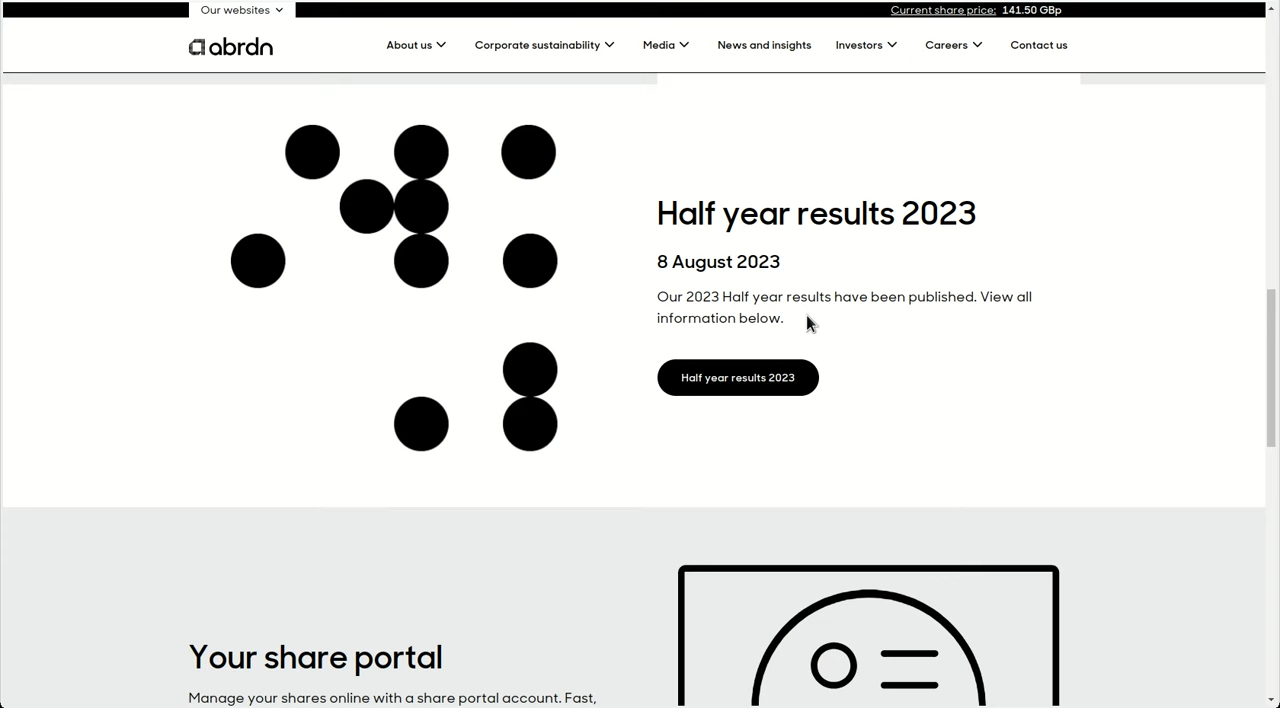 Our websites
Current share price: 141.50 GBp
abrdn
About us
Corporate sustainability
Media
News and insights
Investors
Careers
Contact us
Half year results 2023
8 August 2023
Our 2023 Half year results have been published. View all
information below.
Half year results 2023
Your share portal
Manage your shares online with a share portal account. Fast,